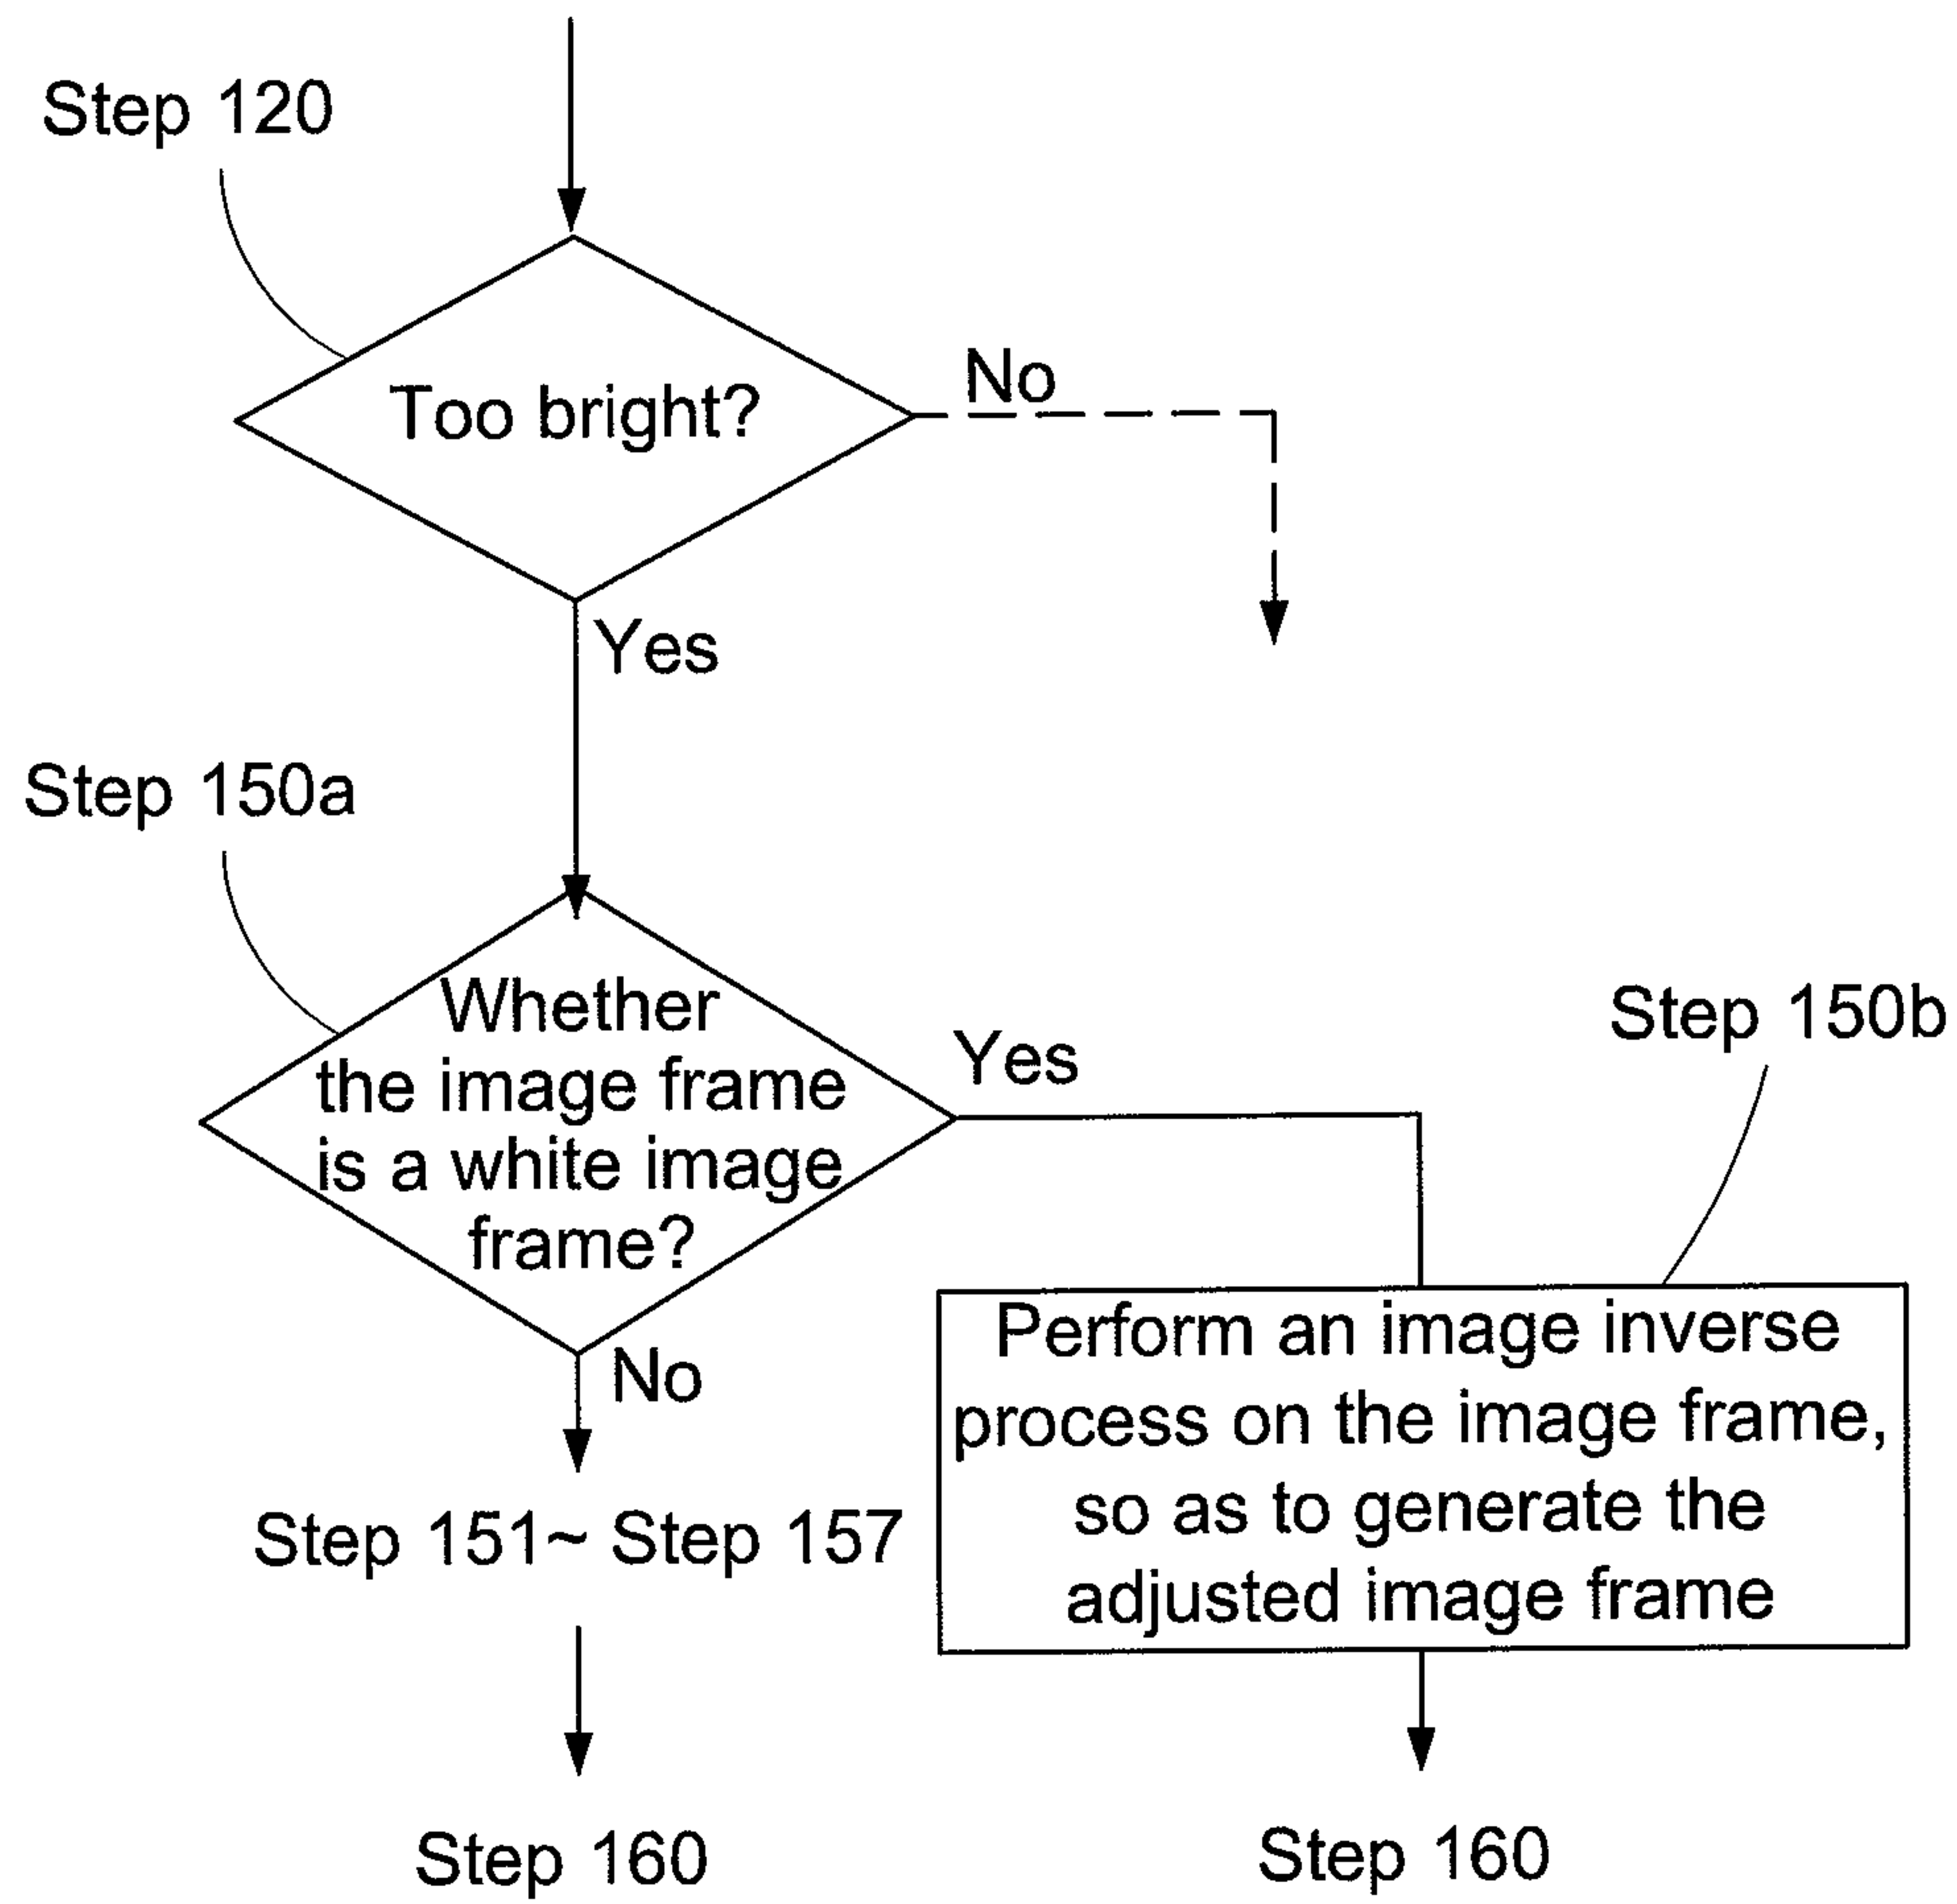 Step 120
Too bright?
No
Yes
Step 150a
Whether
the image frame
is a white image
frame?
Yes
Step 150b
No
Perform an image inverse
process on the image frame,
so as to generate the
adjusted image frame
Step 151~ Step 157
Step 160
Step 160